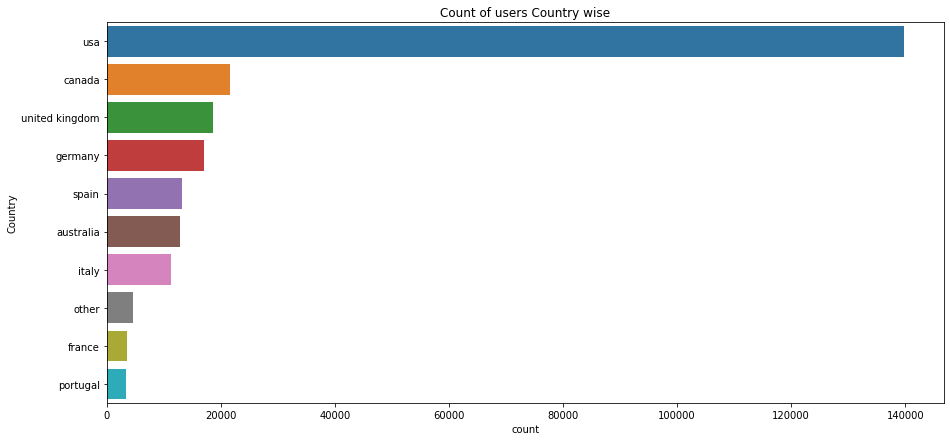 Count of users Country wise
Country
usa
canada
united kingdom
germany
spain
australia
italy
other
france
portugal
0 20000 40000 60000 80000 100000 120000 140000
count